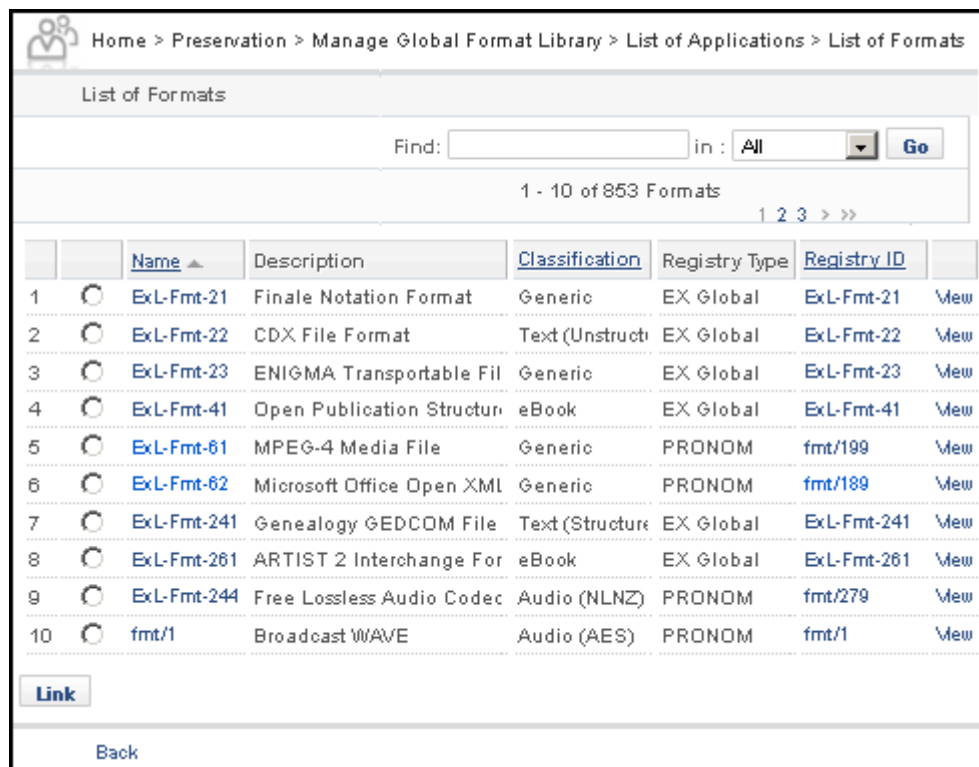 Home > Preservation > Manage Global Format Library > List of Applications > List of Formats
List of Formats
Find: in : All Go
1 - 10 of 853 Formats
1 2 3 > >>
Name Description Classification Registry Type Registry ID
1 ExL-Fmt-21 Finale Notation Format Generic EX Global ExL-Fmt-21 View
2 ExL-Fmt-22 CDX File Format Text (Unstructu EX Global ExL-Fmt-22 View
3 ExL-Fmt-23 ENIGMA Transportable Fil Generic EX Global ExL-Fmt-23 View
4 ExL-Fmt-41 Open Publication Structur eBook EX Global ExL-Fmt-41 View
5 ExL-Fmt-61 MPEG-4 Media File Generic PRONOM fmt/199 View
6 ExL-Fmt-62 Microsoft Office Open XML Generic PRONOM fmt/189 View
7 ExL-Fmt-241 Genealogy GEDCOM File Text (Structure EX Global ExL-Fmt-241 View
8 ExL-Fmt-261 ARTIST 2 Interchange For eBook EX Global ExL-Fmt-261 View
9 ExL-Fmt-244 Free Lossless Audio Codec Audio (NLNZ) PRONOM fmt/279 View
10 fmt/1 Broadcast WAVE Audio (AES) PRONOM fmt/1 View
Link
Back